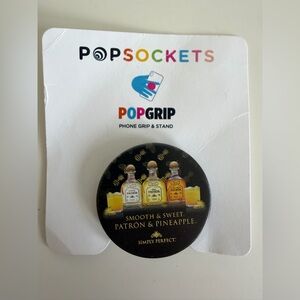 POPSOCKETS
POPGRIP
PHONE GRIP & STAND
SMOOTH & SWEET.
PATRÓN & PINEAPPLE.
SIMPLY PERFECT.